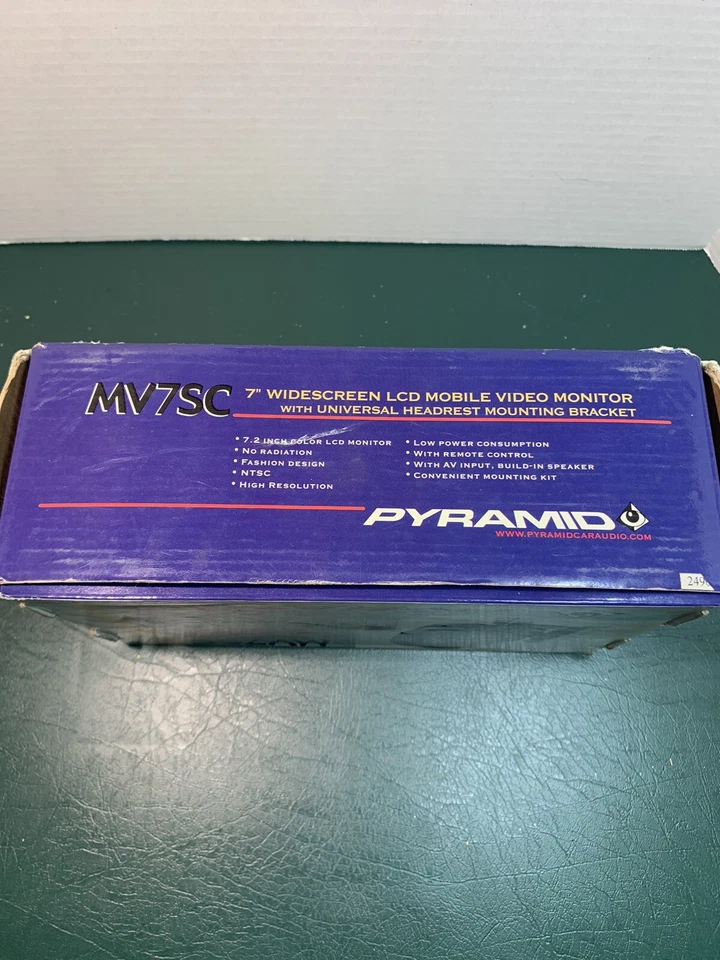 MV7SC
7" WIDESCREEN LCD MOBILE VIDEO MONITOR
WITH UNIVERSAL HEADREST MOUNTING BRACKET
• 7.2 INCH COLOR LCD MONITOR
• NO RADIATION
• FASHION DESIGN
• NTSC
• HIGH RESOLUTION
• LOW POWER CONSUMPTION
• WITH REMOTE CONTROL
• WITH AV INPUT, BUILD-IN SPEAKER
• CONVENIENT MOUNTING KIT
PYRAMID
WWW.PYRAMIDCARAUDIO.COM